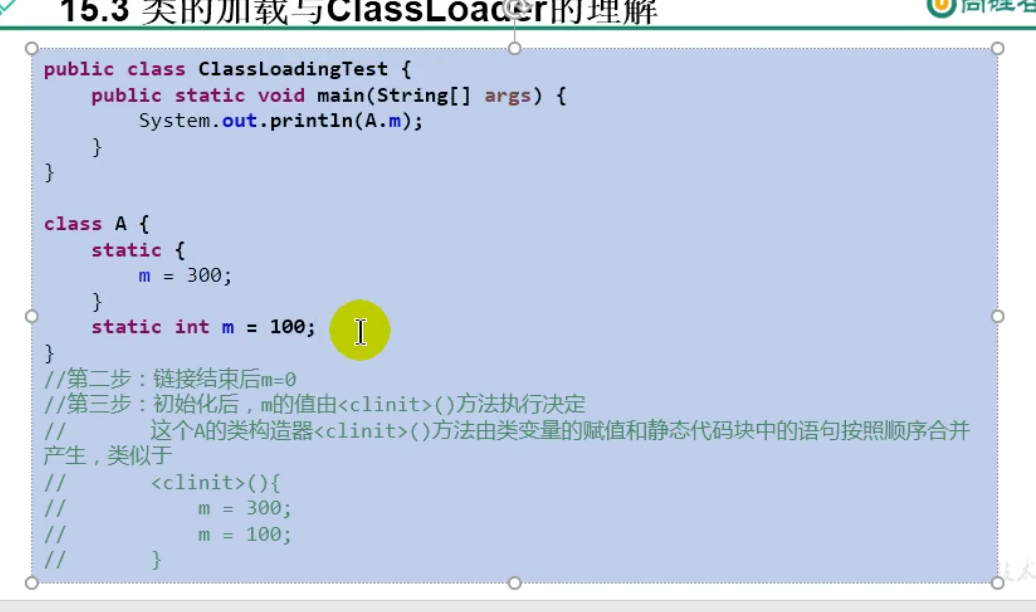 15.3 类的加载与ClassLoader的理解
public class ClassLoadingTest {
    public static void main(String[] args) {
        System.out.println(A.m);
    }
}
class A {
    static {
        m = 300;
    }
    static int m = 100;
}
//第二步：链接结束后m=0
//第三步：初始化后，m的值由<clinit>()方法执行决定
//      这个A的类构造器<clinit>()方法由类变量的赋值和静态代码块中的语句按照顺序合并
产生，类似于
//      <clinit>(){
//          m = 300;
//          m = 100;
//      }